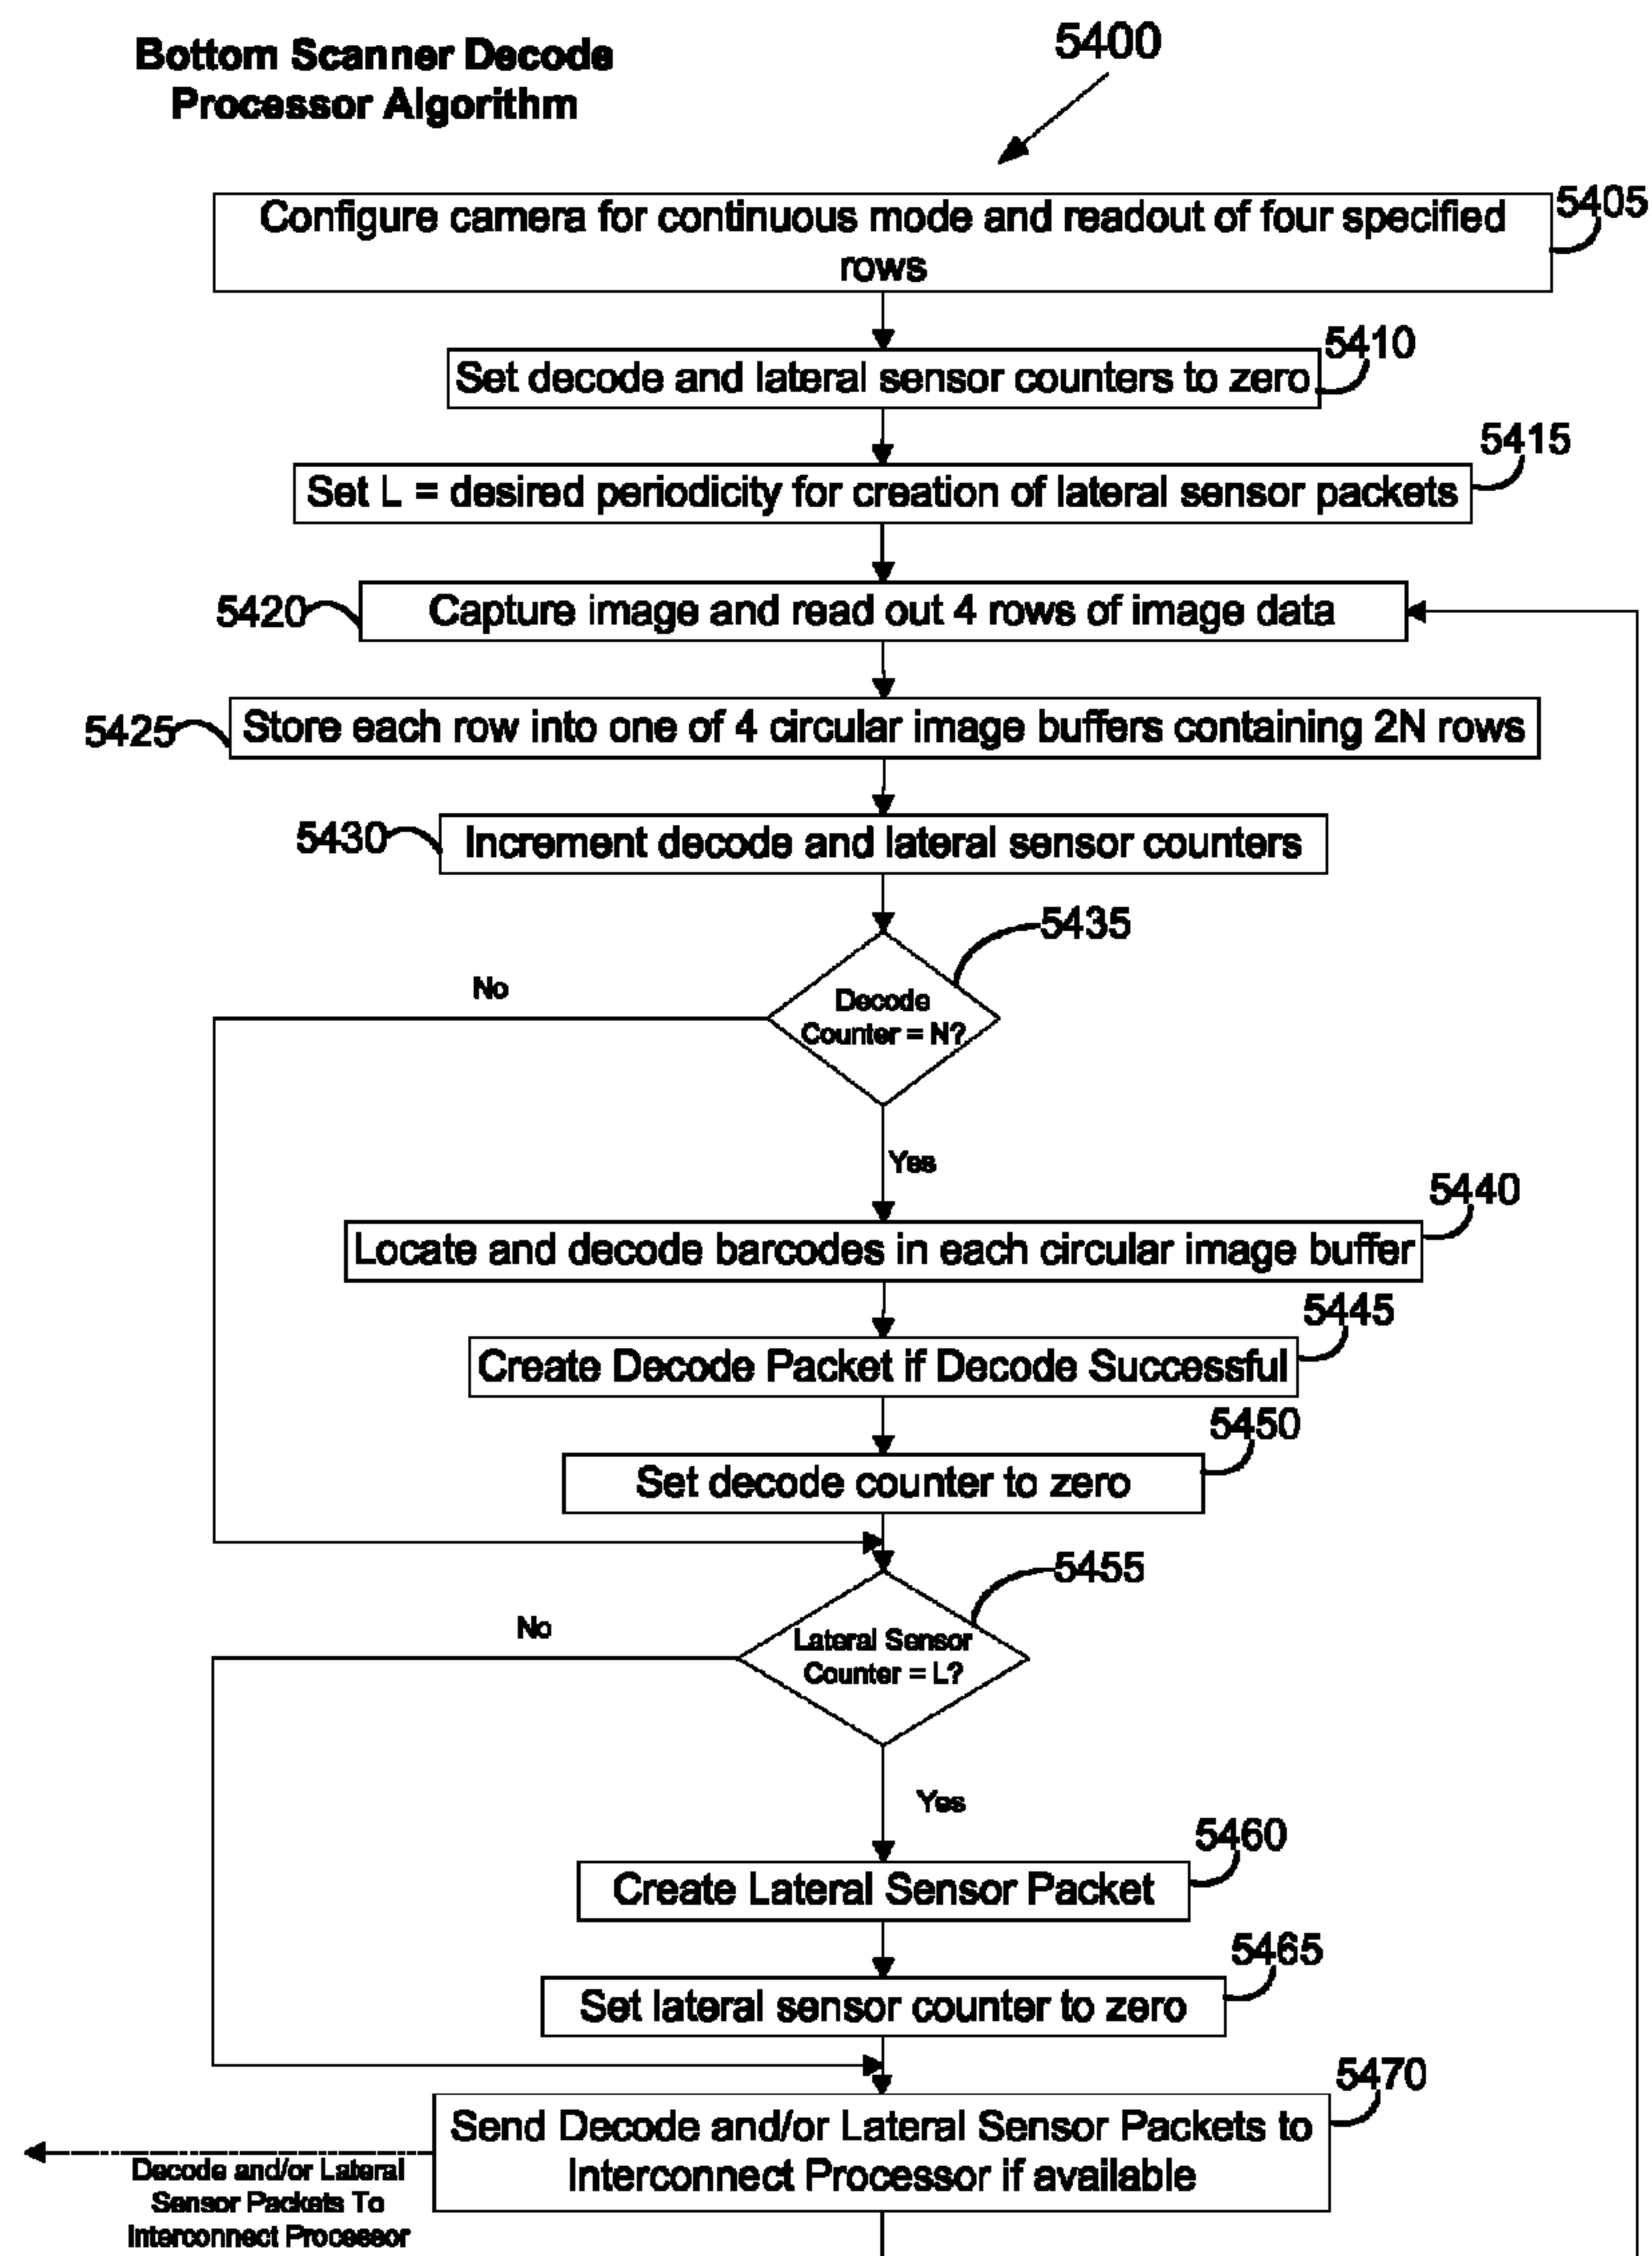 Bottom Scanner Decode
Processor Algorithm
5400
Configure camera for continuous mode and readout of four specified
rows
5405
Set decode and lateral sensor counters to zero
5410
Set L = desired periodicity for creation of lateral sensor packets
5415
5420
Capture image and read out 4 rows of image data
5425
Store each row into one of 4 circular image buffers containing 2N rows
5430
Increment decode and lateral sensor counters
5435
No
Decode
Counter = N?
Yes
5440
Locate and decode barcodes in each circular image buffer
5445
Create Decode Packet if Decode Successful
5450
Set decode counter to zero
5455
No
Lateral Sensor
Counter = L?
Yes
5460
Create Lateral Sensor Packet
5465
Set lateral sensor counter to zero
5470
Send Decode and/or Lateral Sensor Packets to
Interconnect Processor if available
Decode and/or Lateral
Sensor Packets To
Interconnect Processor